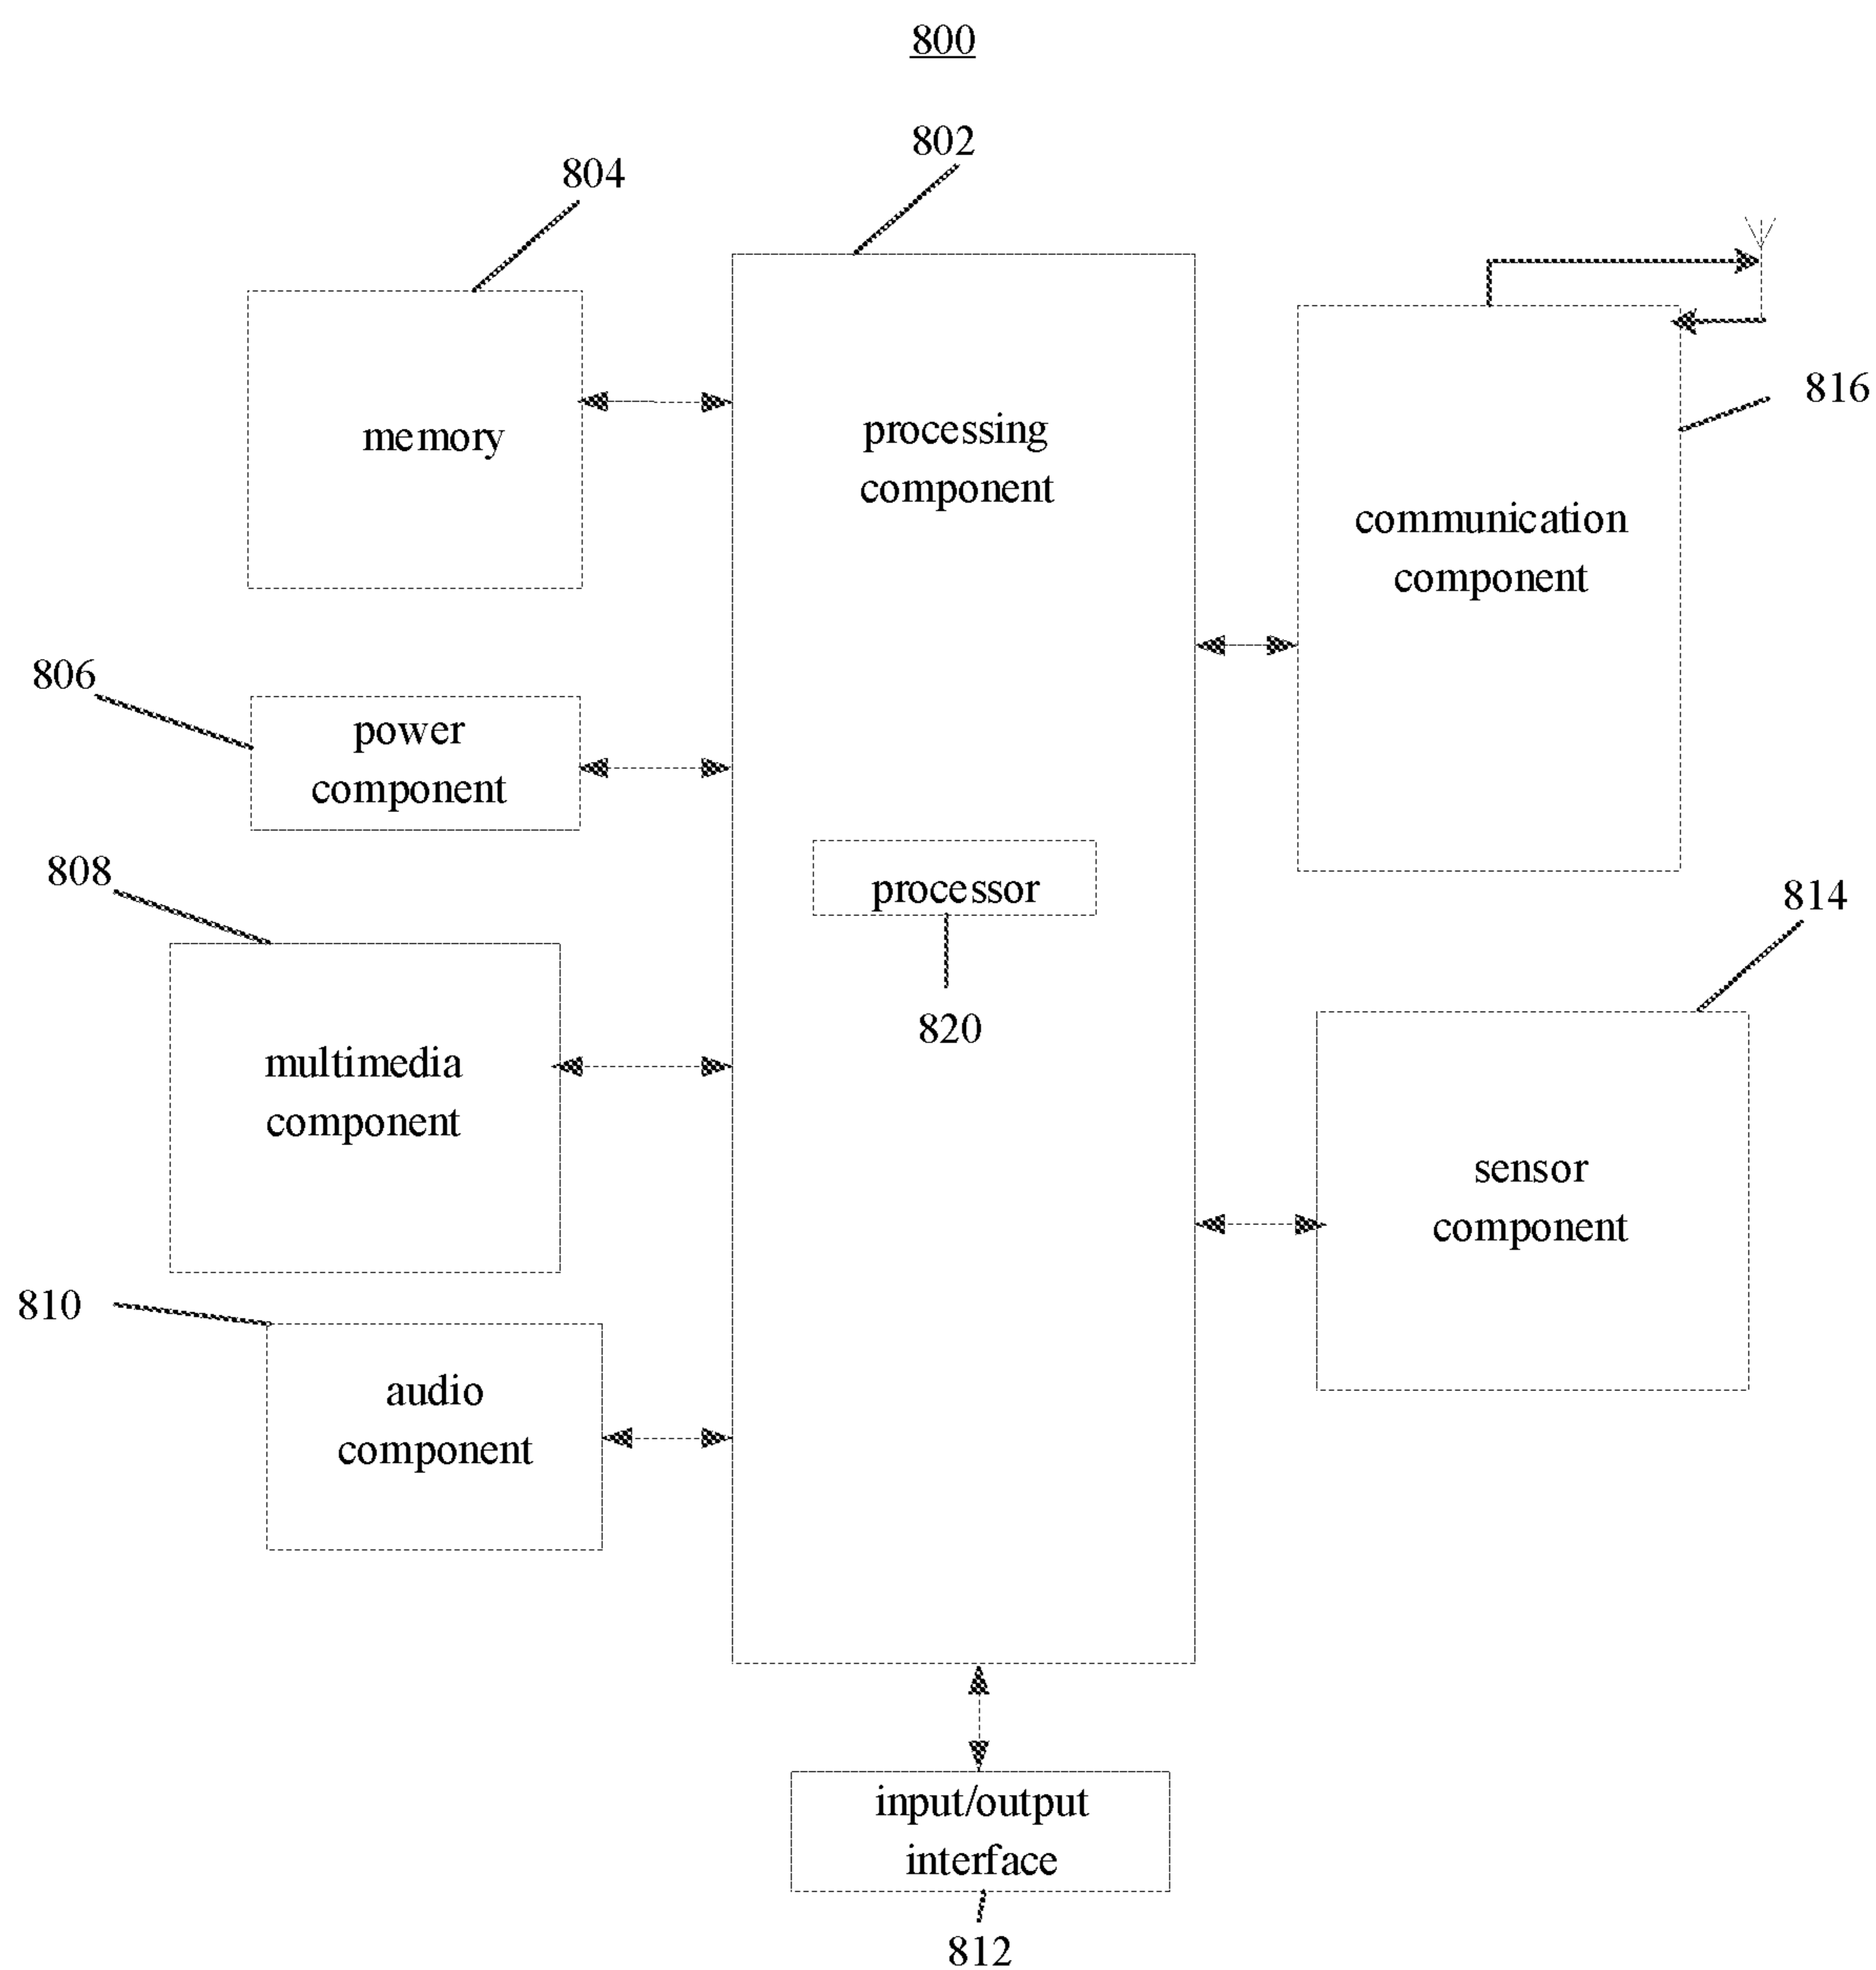 800
802
804
memory
processing
component
816
communication
component
806
power
component
808
processor
820
814
multimedia
component
sensor
component
810
audio
component
input/output
interface
812